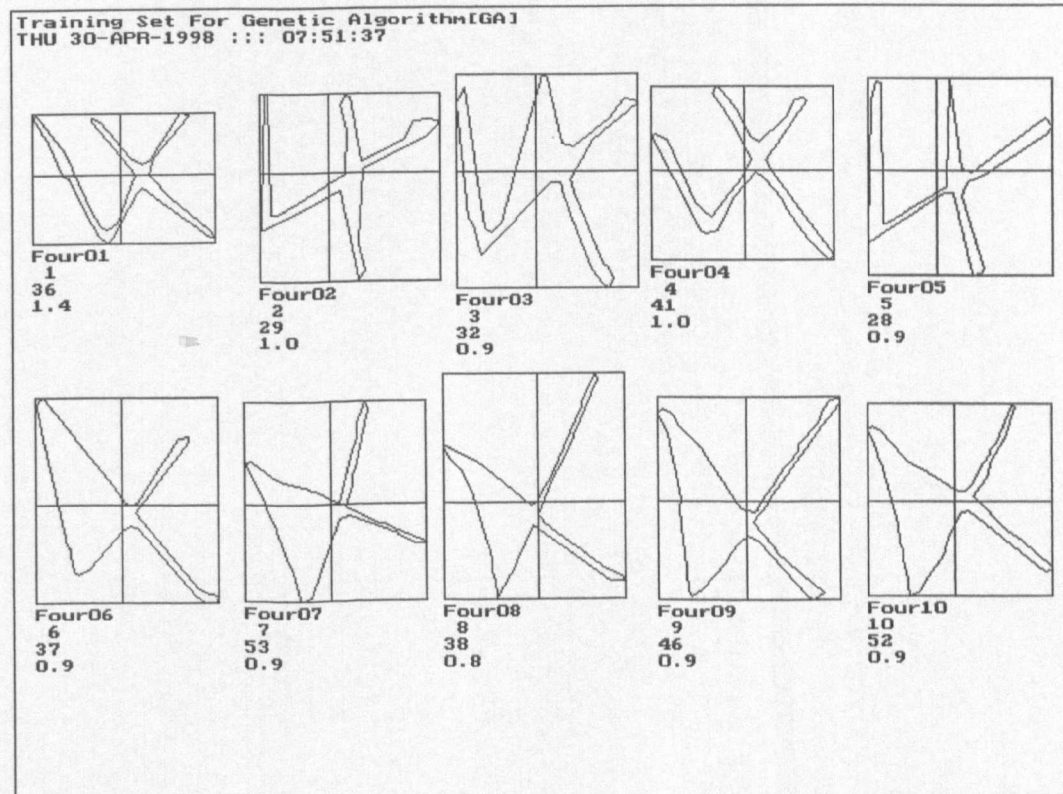 Training Set For Genetic Algorithm[GA]
THU 30-APR-1998 ::: 07:51:37
Four01
1
36
1.4
Four02
2
29
1.0
Four03
3
32
0.9
Four04
4
41
1.0
Four05
5
28
0.9
Four06
6
37
0.9
Four07
7
53
0.9
Four08
8
38
0.8
Four09
9
46
0.9
Four10
10
52
0.9